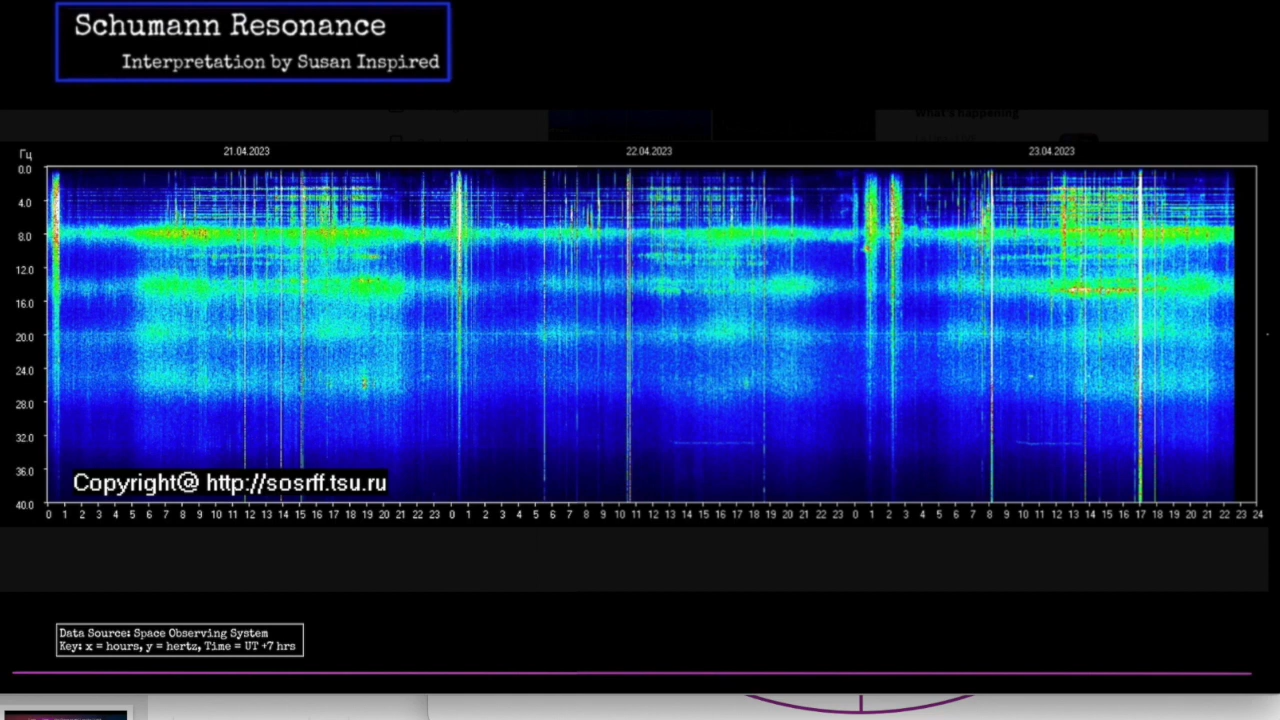 Schumann Resonance
Interpretation by Susan Inspired
What's happening
Гц
21.04.2023
22.04.2023
23.04.2023
0.0
4.0
8.0
12.0
16.0
20.0
24.0
28.0
32.0
36.0
40.0
Copyright@ http://sosrff.tsu.ru
0 1 2 3 4 5 6 7 8 9 10 11 12 13 14 15 16 17 18 19 20 21 22 23 0 1 2 3 4 5 6 7 8 9 10 11 12 13 14 15 16 17 18 19 20 21 22 23 0 1 2 3 4 5 6 7 8 9 10 11 12 13 14 15 16 17 18 19 20 21 22 23 24
Data Source: Space Observing System
Key: x = hours, y = hertz, Time = UT +7 hrs